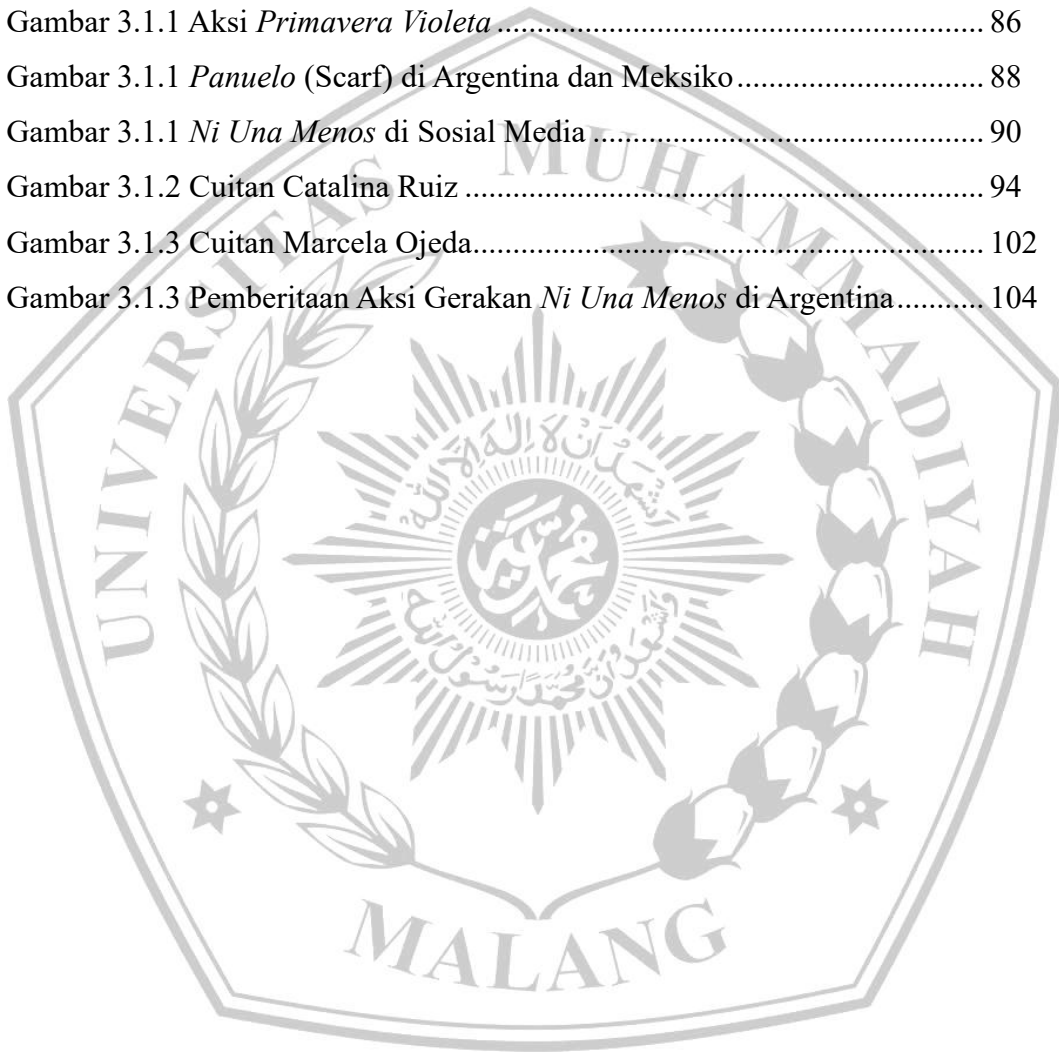 Gambar 3.1.1 Aksi Primavera Violeta ................................................................. 86
Gambar 3.1.1 Panuelo (Scarf) di Argentina dan Meksiko ................................. 88
Gambar 3.1.1 Ni Una Menos di Sosial Media .................................................... 90
Gambar 3.1.2 Cuitan Catalina Ruiz ..................................................................... 94
Gambar 3.1.3 Cuitan Marcela Ojeda .................................................................... 102
Gambar 3.1.3 Pemberitaan Aksi Gerakan Ni Una Menos di Argentina ........... 104
UNIVERSITAS MUHAMMADIYAH
MALANG